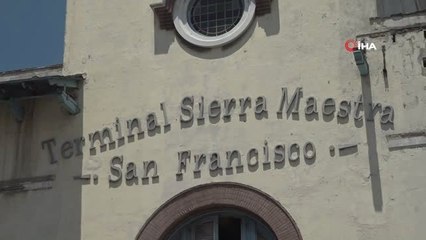 İHA
Terminal Sierra Maestra
San Francisco